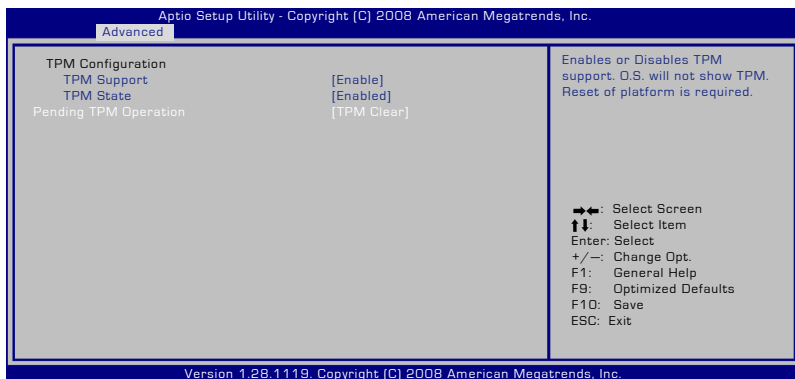 Aptio Setup Utility - Copyright (C) 2008 American Megatrends, Inc.
Advanced
TPM Configuration
TPM Support [Enable]
TPM State [Enabled]
Pending TPM Operation [TPM Clear]
Enables or Disables TPM
support. O.S. will not show TPM.
Reset of platform is required.
→←: Select Screen
↑↓: Select Item
Enter: Select
+/—: Change Opt.
F1: General Help
F9: Optimized Defaults
F10: Save
ESC: Exit
Version 1.28.1119. Copyright (C) 2008 American Megatrends, Inc.